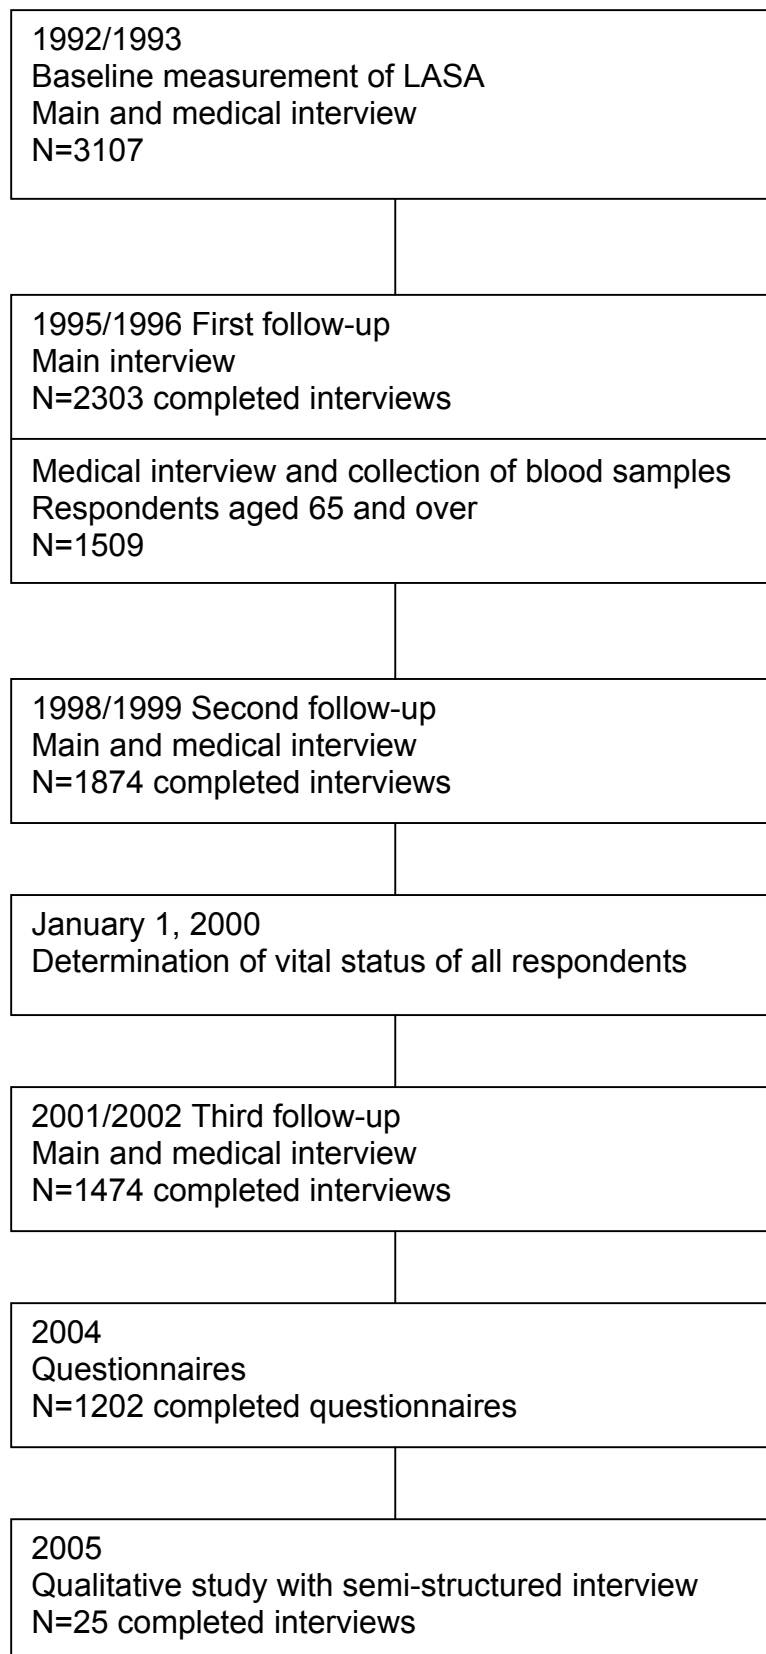 1992/1993
Baseline measurement of LASA
Main and medical interview
N=3107
1995/1996 First follow-up
Main interview
N=2303 completed interviews
Medical interview and collection of blood samples
Respondents aged 65 and over
N=1509
1998/1999 Second follow-up
Main and medical interview
N=1874 completed interviews
January 1, 2000
Determination of vital status of all respondents
2001/2002 Third follow-up
Main and medical interview
N=1474 completed interviews
2004
Questionnaires
N=1202 completed questionnaires
2005
Qualitative study with semi-structured interview
N=25 completed interviews